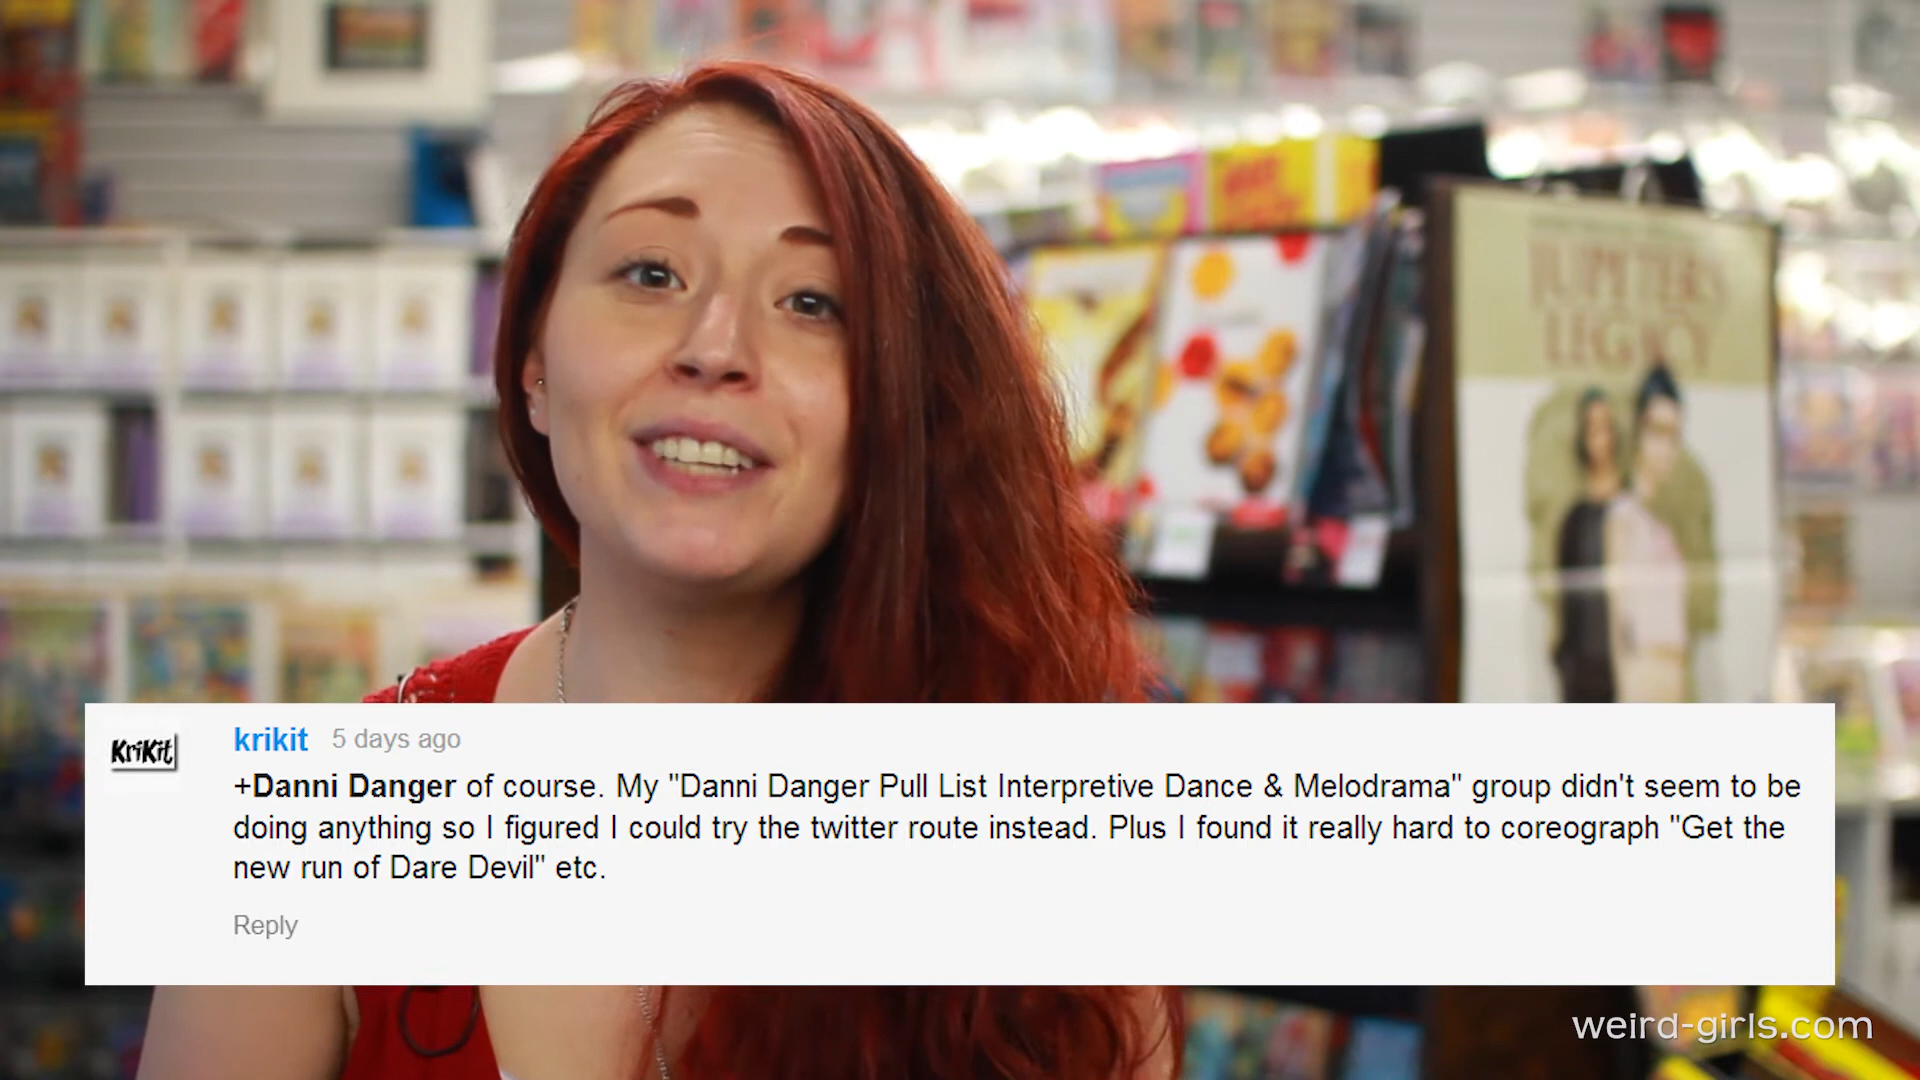 JUPITER'S
LEGACY
KriKit
krikit 5 days ago
+Danni Danger of course. My "Danni Danger Pull List Interpretive Dance & Melodrama" group didn't seem to be
doing anything so I figured I could try the twitter route instead. Plus I found it really hard to coreograph "Get the
new run of Dare Devil" etc.
Reply
weird-girls.com